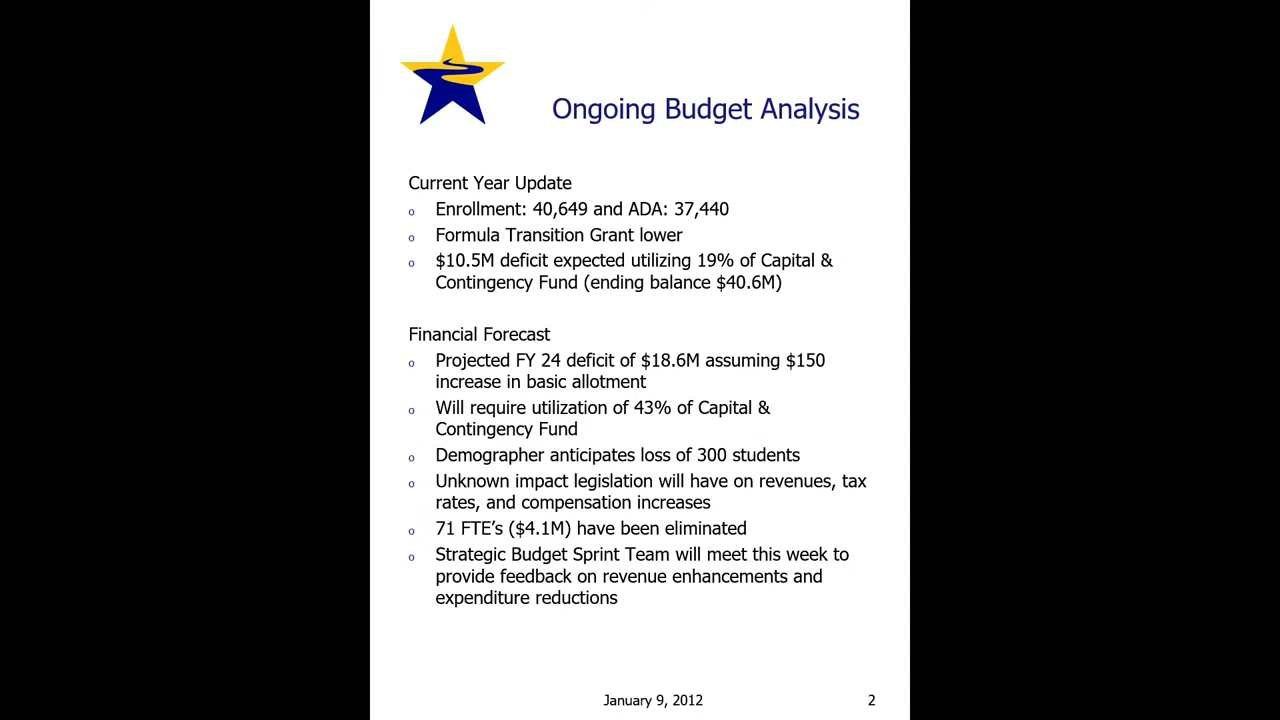 Ongoing Budget Analysis
Current Year Update
o Enrollment: 40,649 and ADA: 37,440
o Formula Transition Grant lower
o $10.5M deficit expected utilizing 19% of Capital &
Contingency Fund (ending balance $40.6M)
Financial Forecast
o Projected FY 24 deficit of $18.6M assuming $150
increase in basic allotment
o Will require utilization of 43% of Capital &
Contingency Fund
o Demographer anticipates loss of 300 students
o Unknown impact legislation will have on revenues, tax
rates, and compensation increases
o 71 FTE’s ($4.1M) have been eliminated
o Strategic Budget Sprint Team will meet this week to
provide feedback on revenue enhancements and
expenditure reductions
January 9, 2012 2